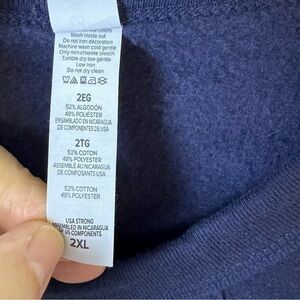 colors
Wash inside out
Do not iron decoration
Machine wash cold gentle
Only non-chlorine bleach
Tumble dry low gentle
Low iron
Do not dry clean
2EG
52% ALGODÓN
48% POLIÉSTER
ENSAMBLADO EN NICARAGUA
DE COMPONENTES DE USA
2TG
52% COTON
48% POLYESTER
ASSEMBLÉ AU NICARAGUA
DE COMPOSANTS USA
52% COTTON
48% POLYESTER
USA STRONG
ASSEMBLED IN NICARAGUA
OF US COMPONENTS
2XL